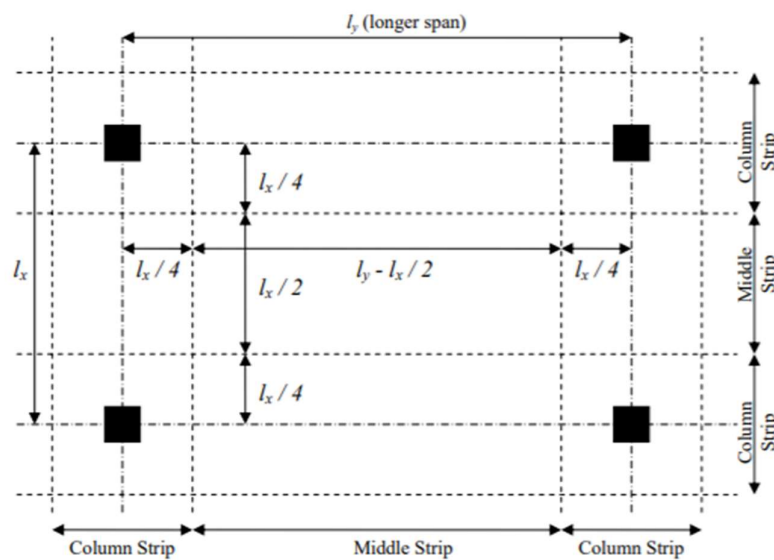 l_y (longer span)
Column
Strip
l_x / 4
l_x
l_x / 4
l_x / 2
l_y - l_x / 2
l_x / 4
Middle
Strip
l_x / 4
Column
Strip
Column Strip
Middle Strip
Column Strip